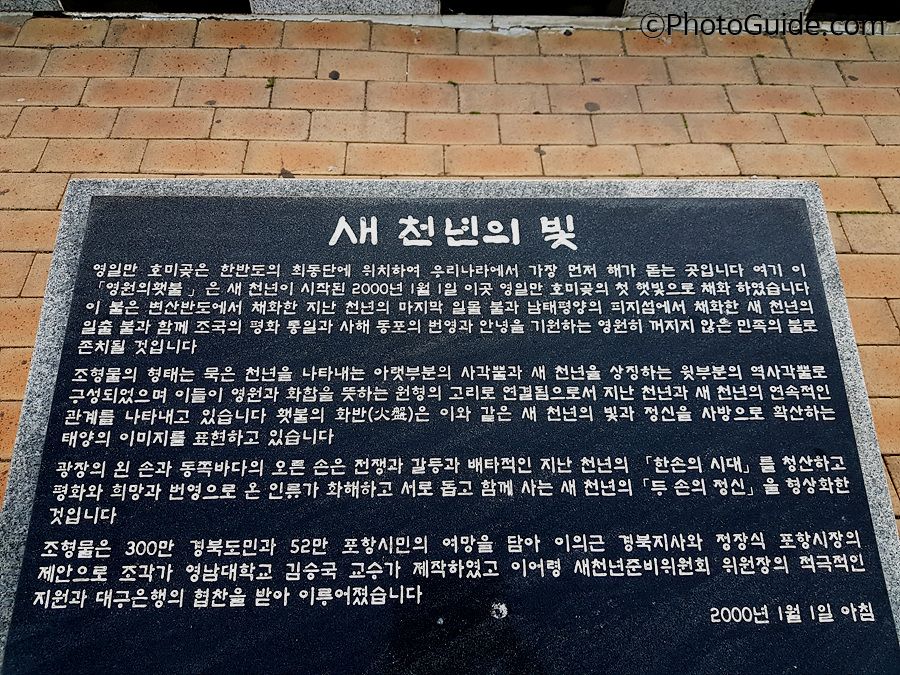 ©PhotoGuide.com
새 천년의 빛
영일만 호미곶은 한반도의 최동단에 위치하여 우리나라에서 가장 먼저 해가 돋는 곳입니다 여기 이
「영원의횃불」은 새 천년이 시작된 2000년 1월 1일 이곳 영일만 호미곶의 첫 햇빛으로 채화 하였습니다
이 불은 변산반도에서 채화한 지난 천년의 마지막 일몰 불과 남태평양의 피지섬에서 채화한 새 천년의
일출 불과 함께 조국의 평화 통일과 사해 동포의 번영과 안녕을 기원하는 영원히 꺼지지 않은 민족의 불로
존치될 것입니다
조형물의 형태는 묵은 천년을 나타내는 아랫부분의 사각뿔과 새 천년을 상징하는 윗부분의 역사각뿔로
구성되었으며 이들이 영원과 화합을 뜻하는 원형의 고리로 연결됨으로서 지난 천년과 새 천년의 연속적인
관계를 나타내고 있습니다 횃불의 화반(火盤)은 이와 같은 새 천년의 빛과 정신을 사방으로 확산하는
태양의 이미지를 표현하고 있습니다
광장의 왼 손과 동쪽바다의 오른 손은 전쟁과 갈등과 배타적인 지난 천년의 「한손의 시대」를 청산하고
평화와 희망과 번영으로 온 인류가 화해하고 서로 돕고 함께 사는 새 천년의 「두 손의 정신」을 형상화한
것입니다
조형물은 300만 경북도민과 52만 포항시민의 여망을 담아 이의근 경북지사와 정장식 포항시장의
제안으로 조각가 영남대학교 김승국 교수가 제작하였고 이어령 새천년준비위원회 위원장의 적극적인
지원과 대구은행의 협찬을 받아 이루어졌습니다
2000년 1월 1일 아침